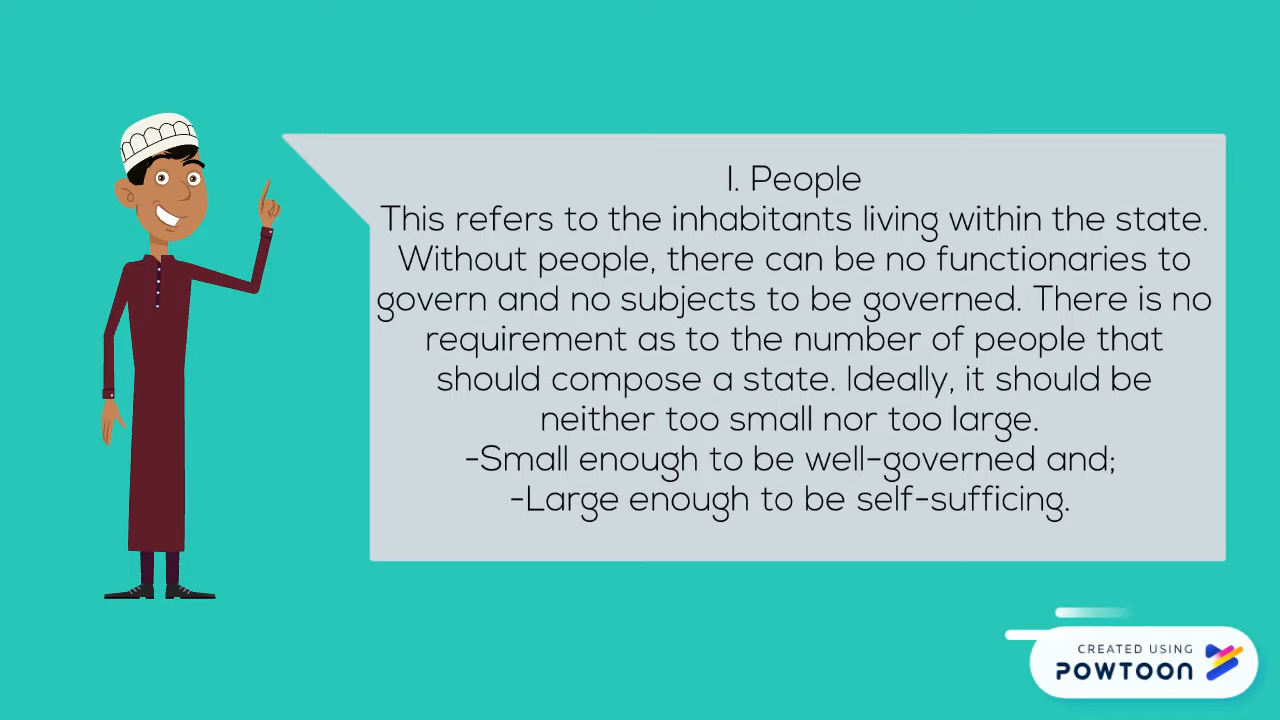 I. People
This refers to the inhabitants living within the state.
Without people, there can be no functionaries to
govern and no subjects to be governed. There is no
requirement as to the number of people that
should compose a state. Ideally, it should be
neither too small nor too large.
-Small enough to be well-governed and;
-Large enough to be self-sufficing.
CREATED USING
POWTOON